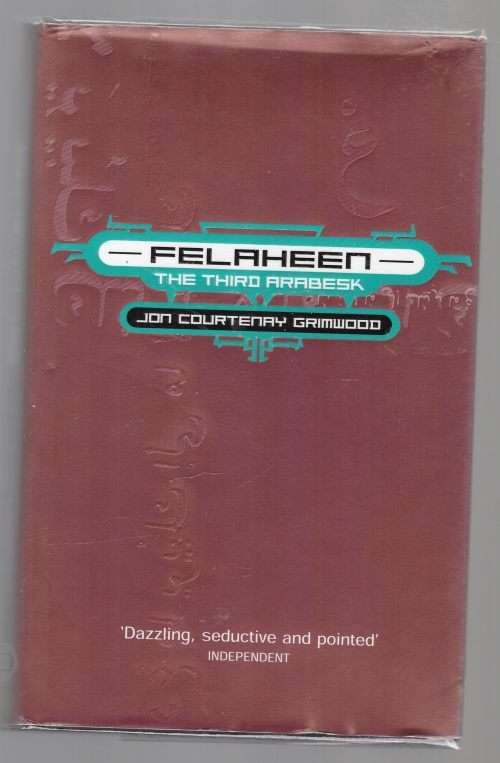 FELAHEEN
THE THIRD ARABESK
JON COURTENAY GRIMWOOD
'Dazzling, seductive and pointed'
INDEPENDENT